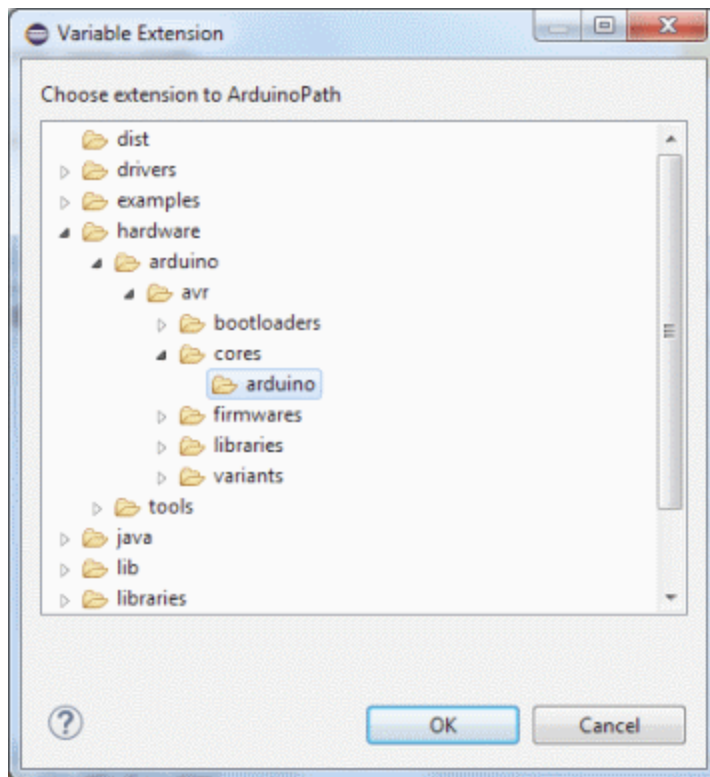 Variable Extension
Choose extension to ArduinoPath
dist
drivers
examples
hardware
arduino
avr
bootloaders
cores
arduino
firmwares
libraries
variants
tools
java
lib
libraries
?
OK Cancel